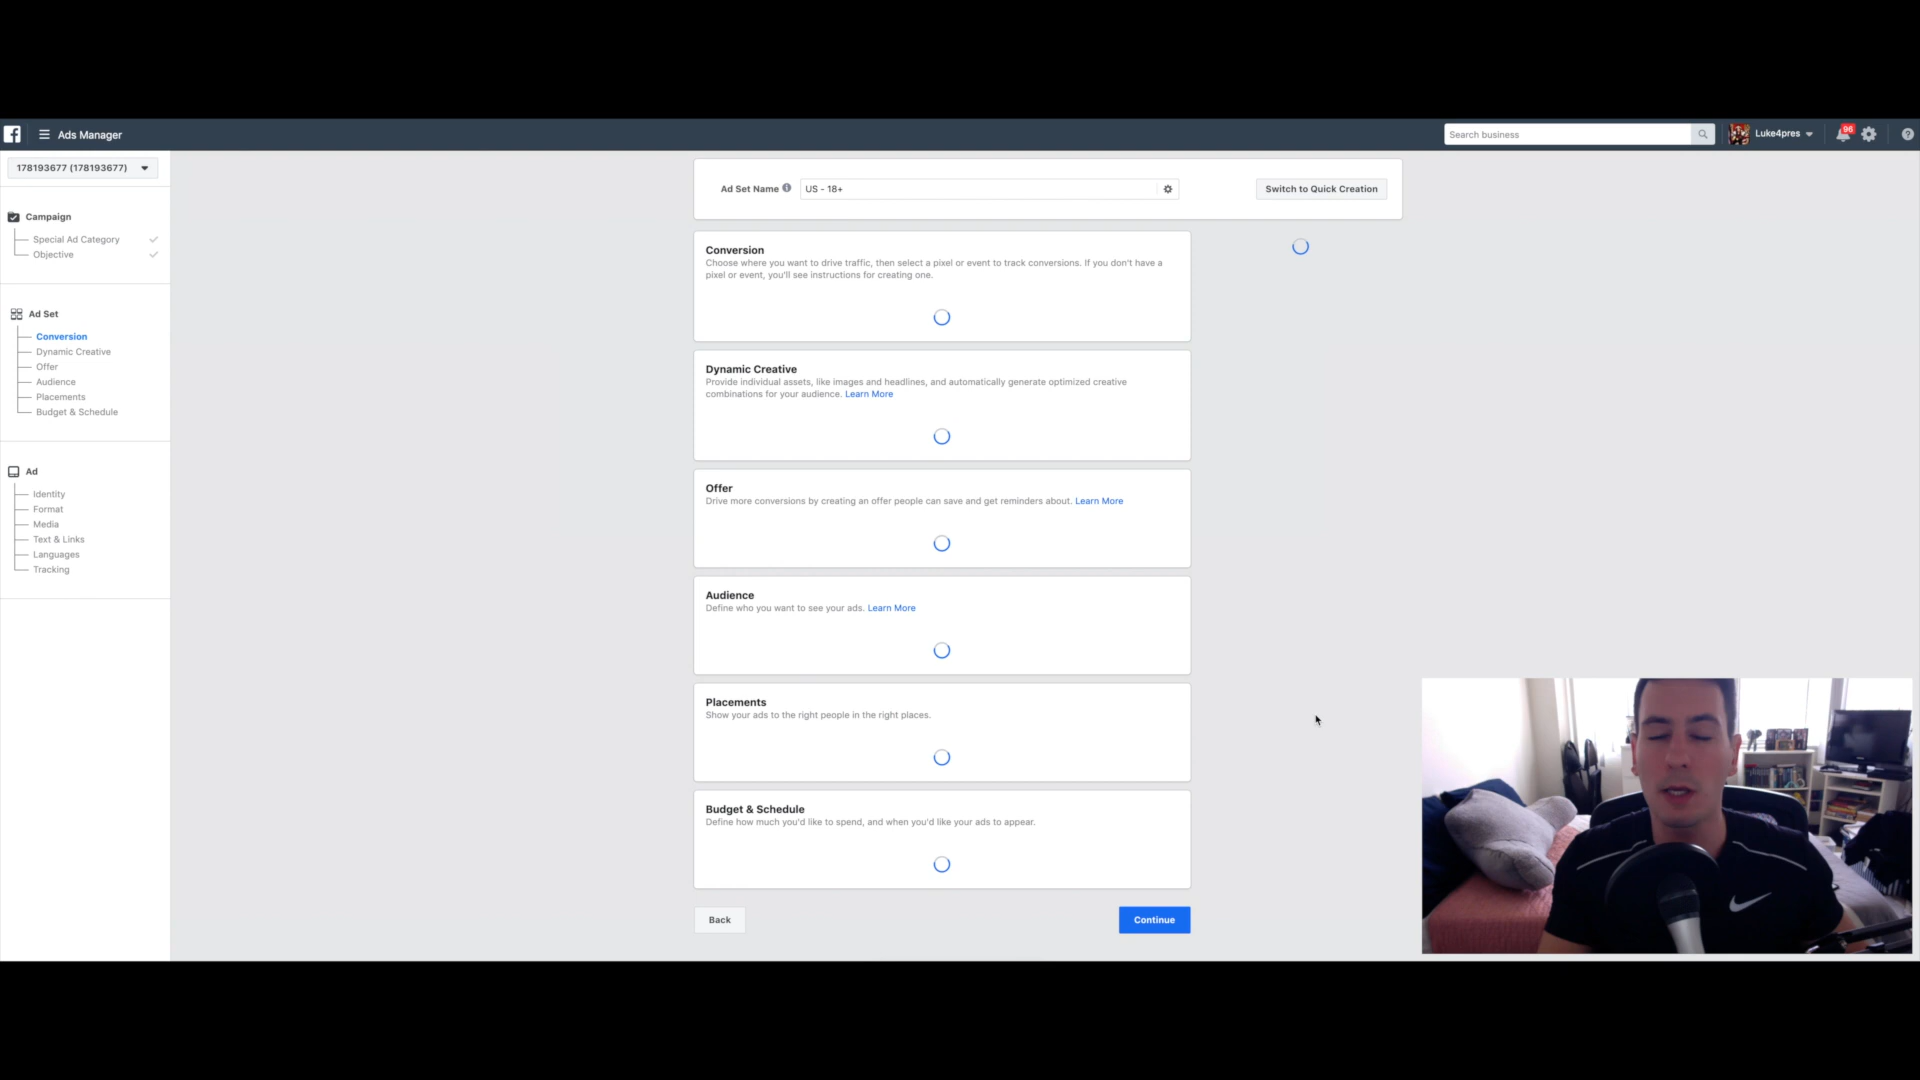 Ads Manager
Search business
Luke4pres
96
178193677 (178193677)
Campaign
Special Ad Category
Objective
Ad Set
Conversion
Dynamic Creative
Offer
Audience
Placements
Budget & Schedule
Ad
Identity
Format
Media
Text & Links
Languages
Tracking
Ad Set Name
US - 18+
Switch to Quick Creation
Conversion
Choose where you want to drive traffic, then select a pixel or event to track conversions. If you don't have a
pixel or event, you'll see instructions for creating one.
Dynamic Creative
Provide individual assets, like images and headlines, and automatically generate optimized creative
combinations for your audience. Learn More
Offer
Drive more conversions by creating an offer people can save and get reminders about. Learn More
Audience
Define who you want to see your ads. Learn More
Placements
Show your ads to the right people in the right places.
Budget & Schedule
Define how much you'd like to spend, and when you'd like your ads to appear.
Back
Continue